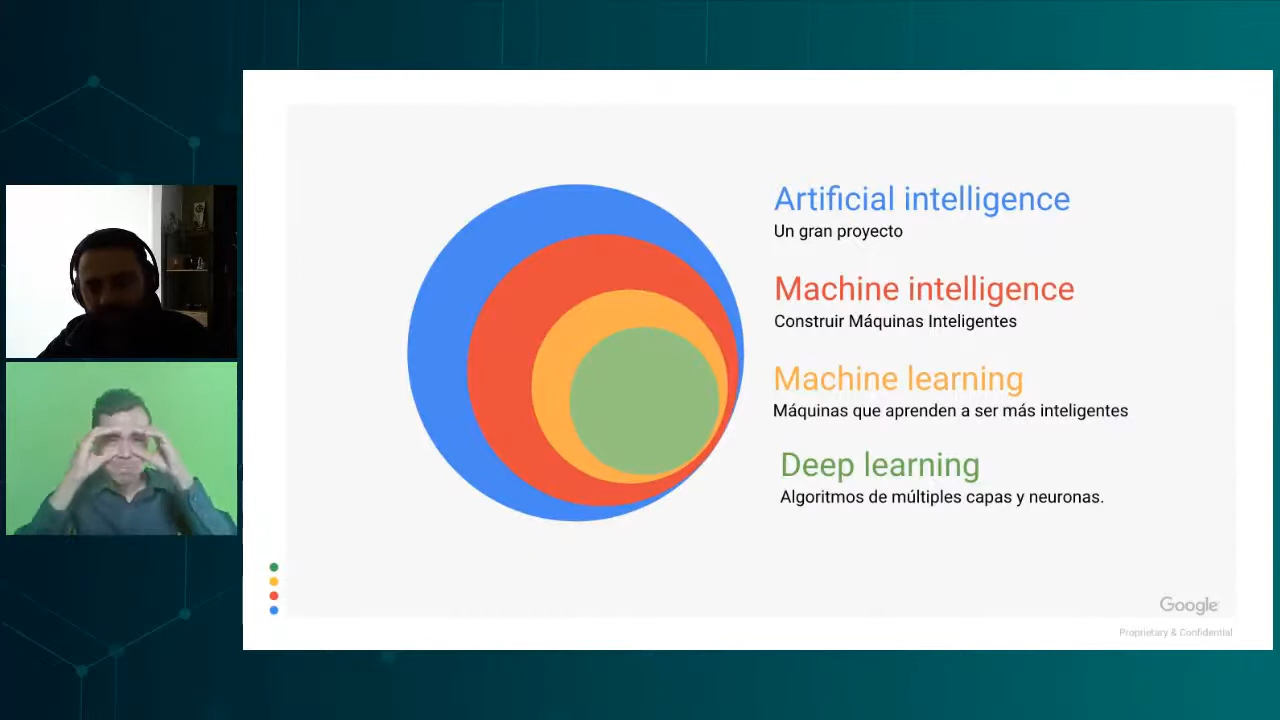 Artificial intelligence
Un gran proyecto
Machine intelligence
Construir Máquinas Inteligentes
Machine learning
Máquinas que aprenden a ser más inteligentes
Deep learning
Algoritmos de múltiples capas y neuronas.
Google
Proprietary & Confidential